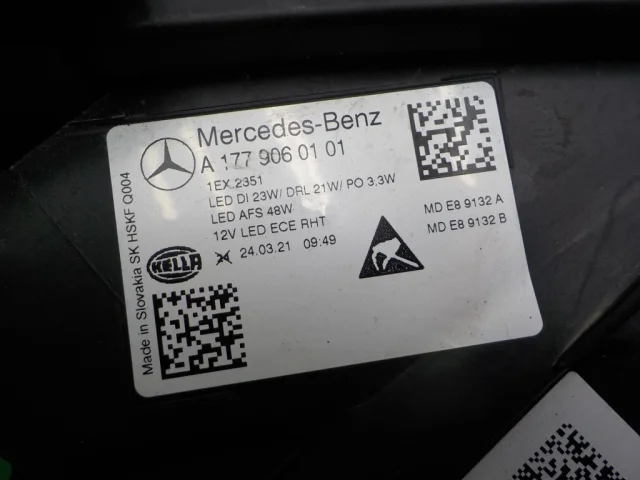 Mercedes-Benz
A 177 906 01 01
1EX.2351
LED DI 23W/ DRL 21W/ PO 3.3W
LED AFS 48W
12V LED ECE RHT
HELLA
24.03.21 09:49
MD E8 9132 A
MD E8 9132 B
Made in Slovakia SK HSKF Q004